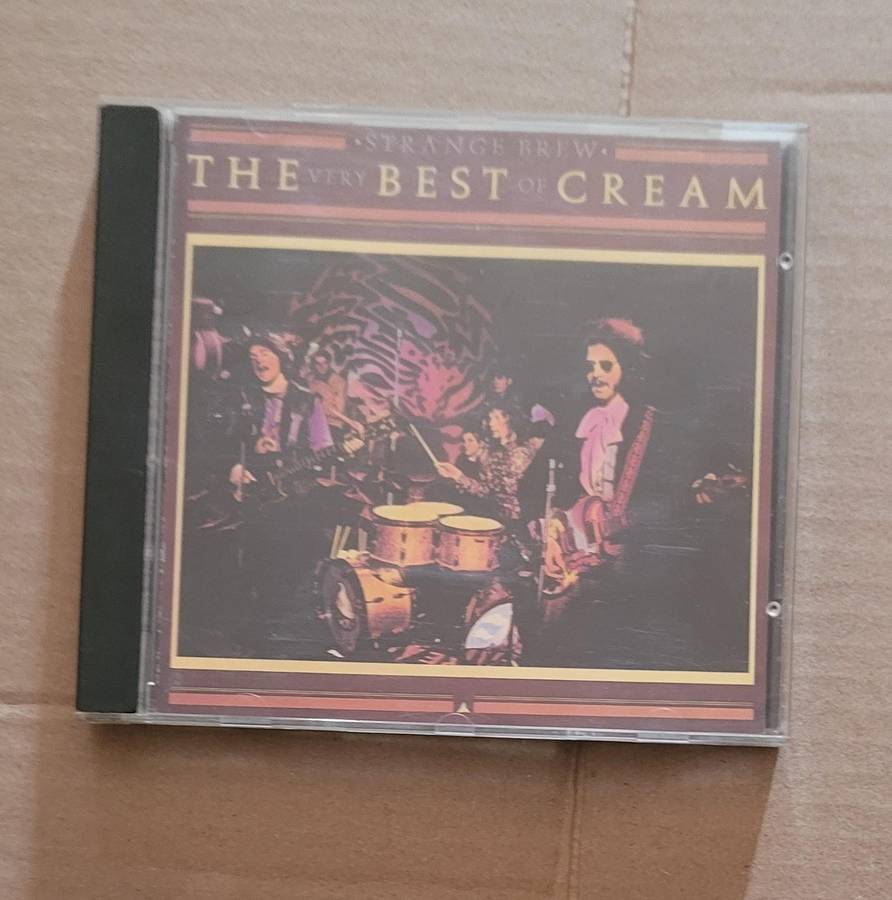 ·STRANGE BREW·
THE VERY BEST OF CREAM